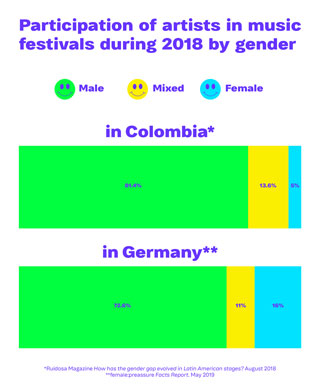 Participation of artists in music
festivals during 2018 by gender
Male Mixed Female
in Colombia*
81.4% 13.6% 5%
in Germany**
72.6% 11% 16%
*Ruidosa Magazine How has the gender gap evolved in Latin American stages? August 2018
**female:preassure Facts Report. May 2019